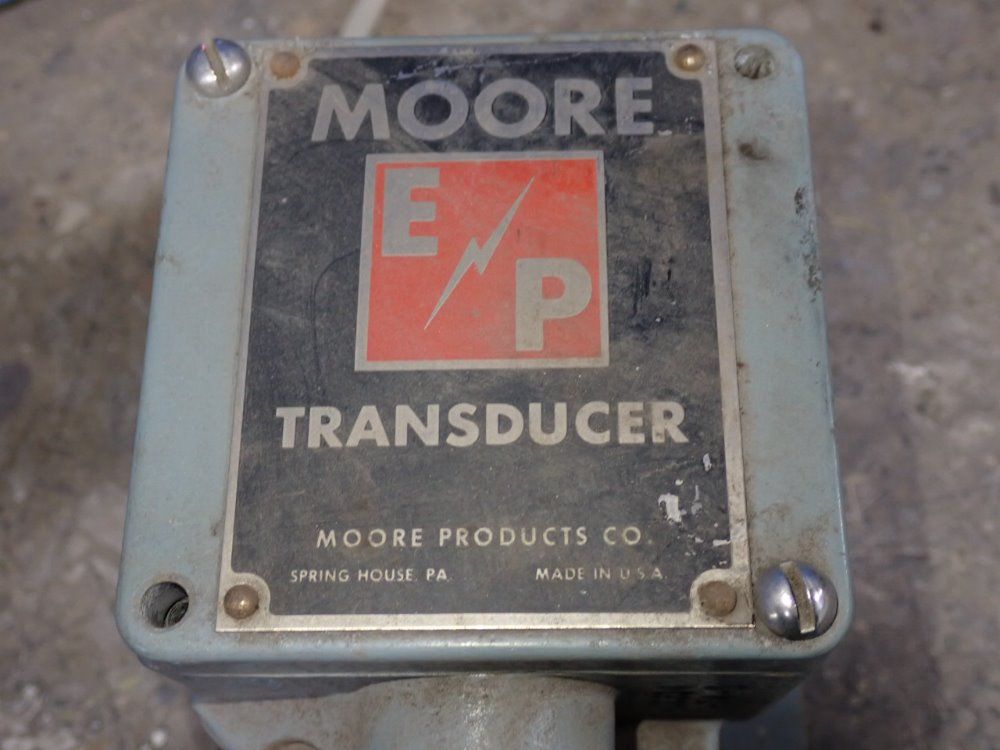 MOORE
E
P
TRANSDUCER
MOORE PRODUCTS CO.
SPRING HOUSE, PA. MADE IN U.S.A.